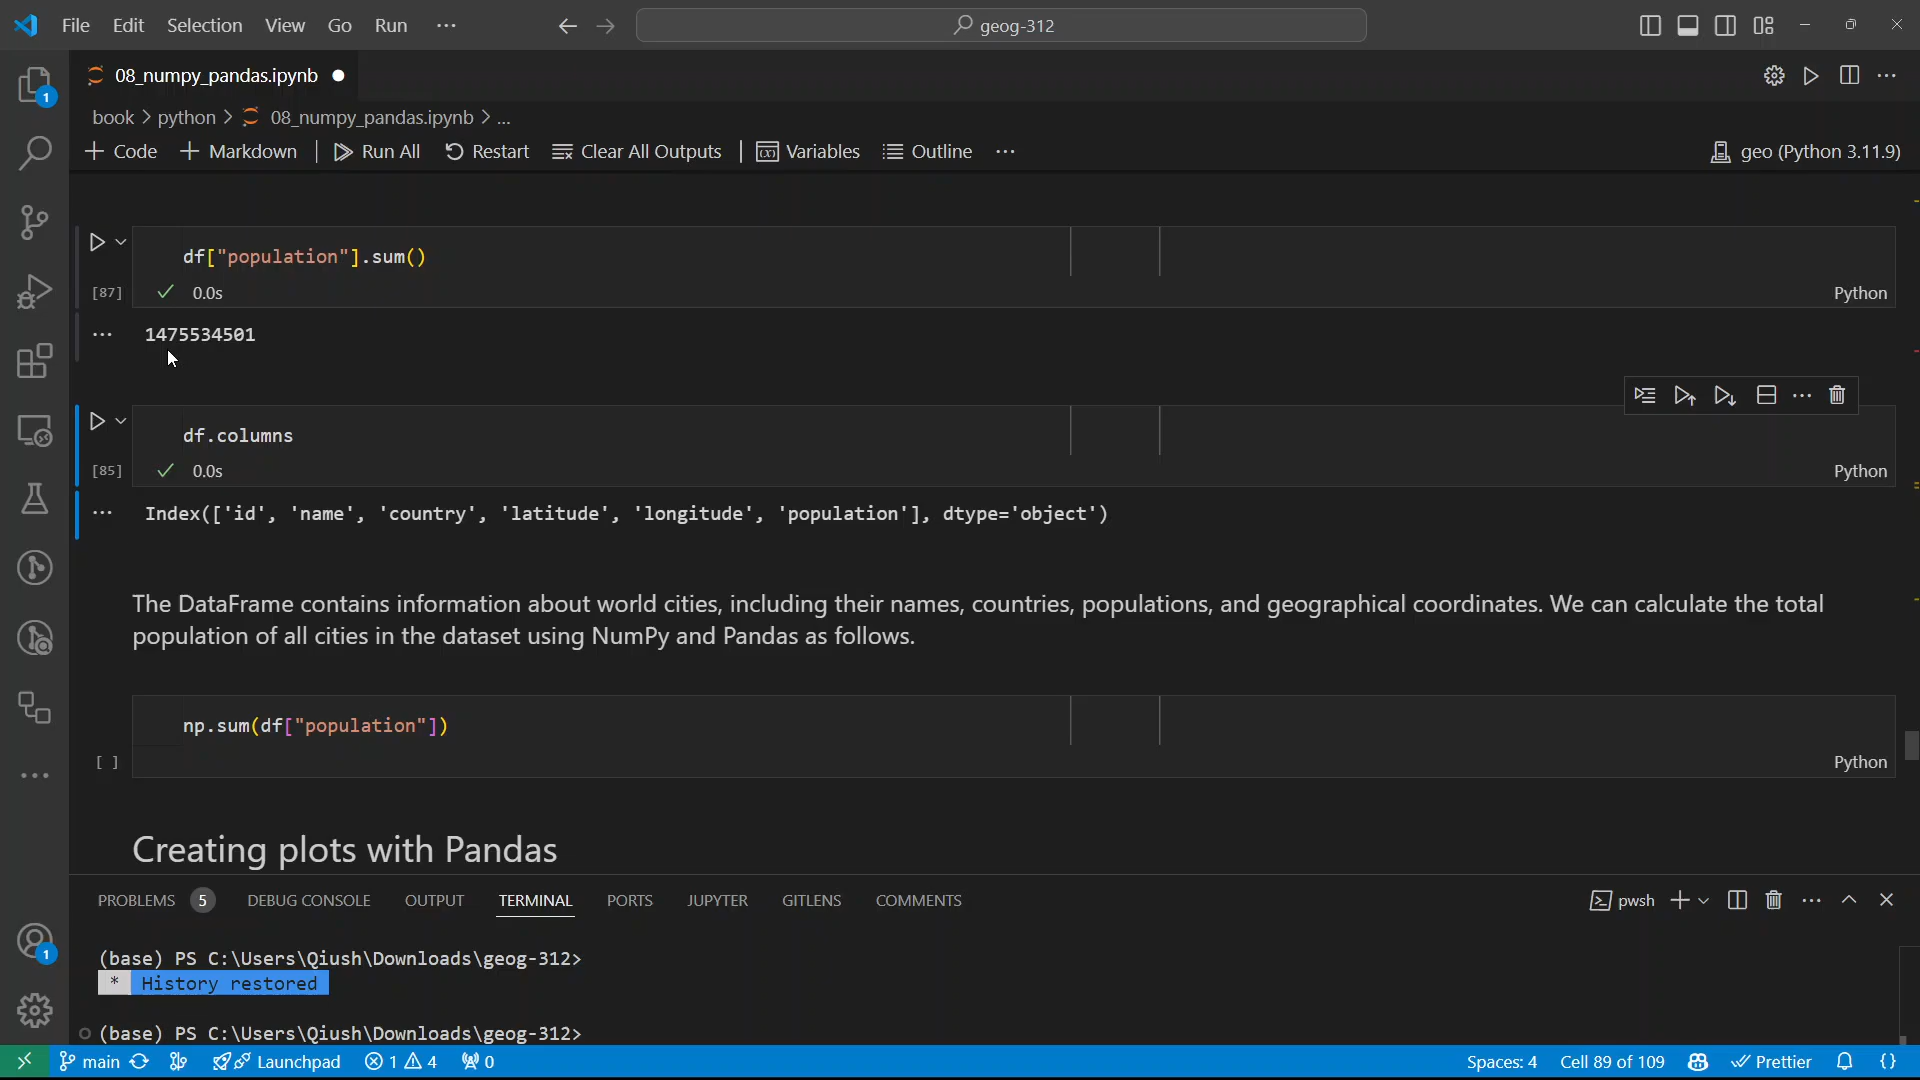 File Edit Selection View Go Run ···
geog-312
08_numpy_pandas.ipynb
1
book > python > 08_numpy_pandas.ipynb > ...
+ Code + Markdown Run All Restart Clear All Outputs Variables Outline ···
geo (Python 3.11.9)
df["population"].sum()
[87] 0.0s
Python
1475534501
df.columns
[85] 0.0s
Python
Index(['id', 'name', 'country', 'latitude', 'longitude', 'population'], dtype='object')
The DataFrame contains information about world cities, including their names, countries, populations, and geographical coordinates. We can calculate the total
population of all cities in the dataset using NumPy and Pandas as follows.
np.sum(df["population"])
[ ]
Python
Creating plots with Pandas
PROBLEMS 5 DEBUG CONSOLE OUTPUT TERMINAL PORTS JUPYTER GITLENS COMMENTS
pwsh
(base) PS C:\Users\Qiush\Downloads\geog-312>
* History restored
(base) PS C:\Users\Qiush\Downloads\geog-312>
1
main Launchpad 1 4 0
Spaces: 4 Cell 89 of 109 Prettier {}